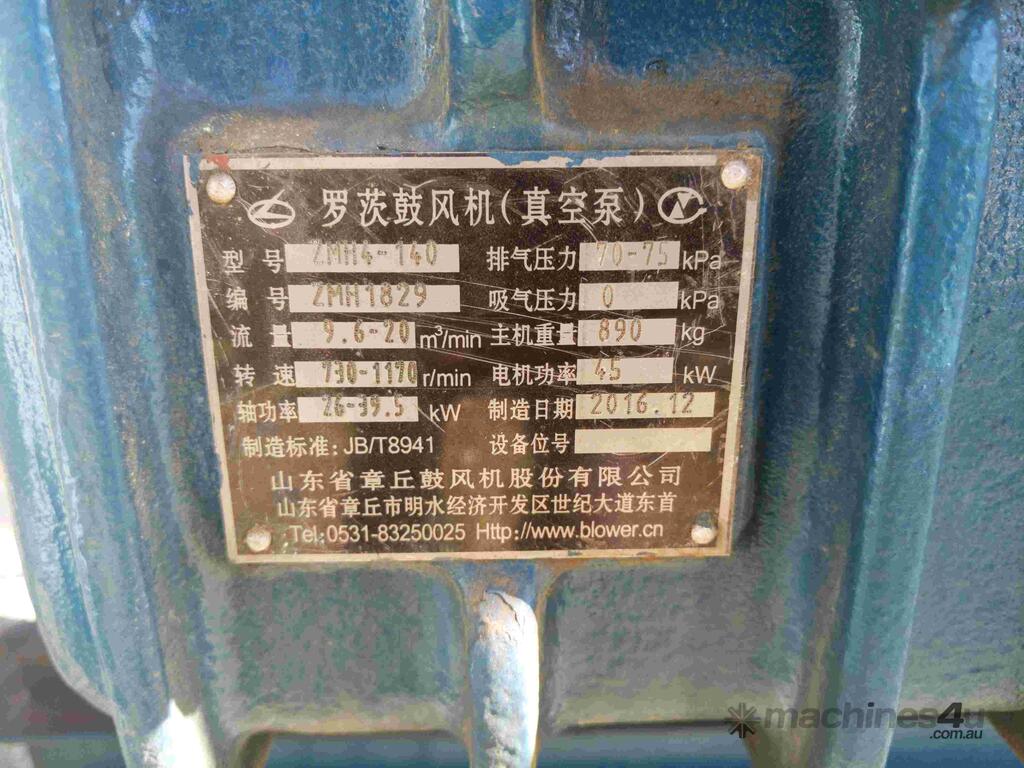 罗茨鼓风机(真空泵)
型号 ZMH4-140 排气压力 70-75 kPa
编号 ZMH1829 吸气压力 0 kPa
流量 9.6-20 m³/min 主机重量 890 kg
转速 730-1170 r/min 电机功率 45 kW
轴功率 26-39.5 kW 制造日期 2016.12
制造标准: JB/T8941 设备位号
山东省章丘鼓风机股份有限公司
山东省章丘市明水经济开发区世纪大道东首
Tel:0531-83250025 Http://www.blower.cn
machines4u
.com.au